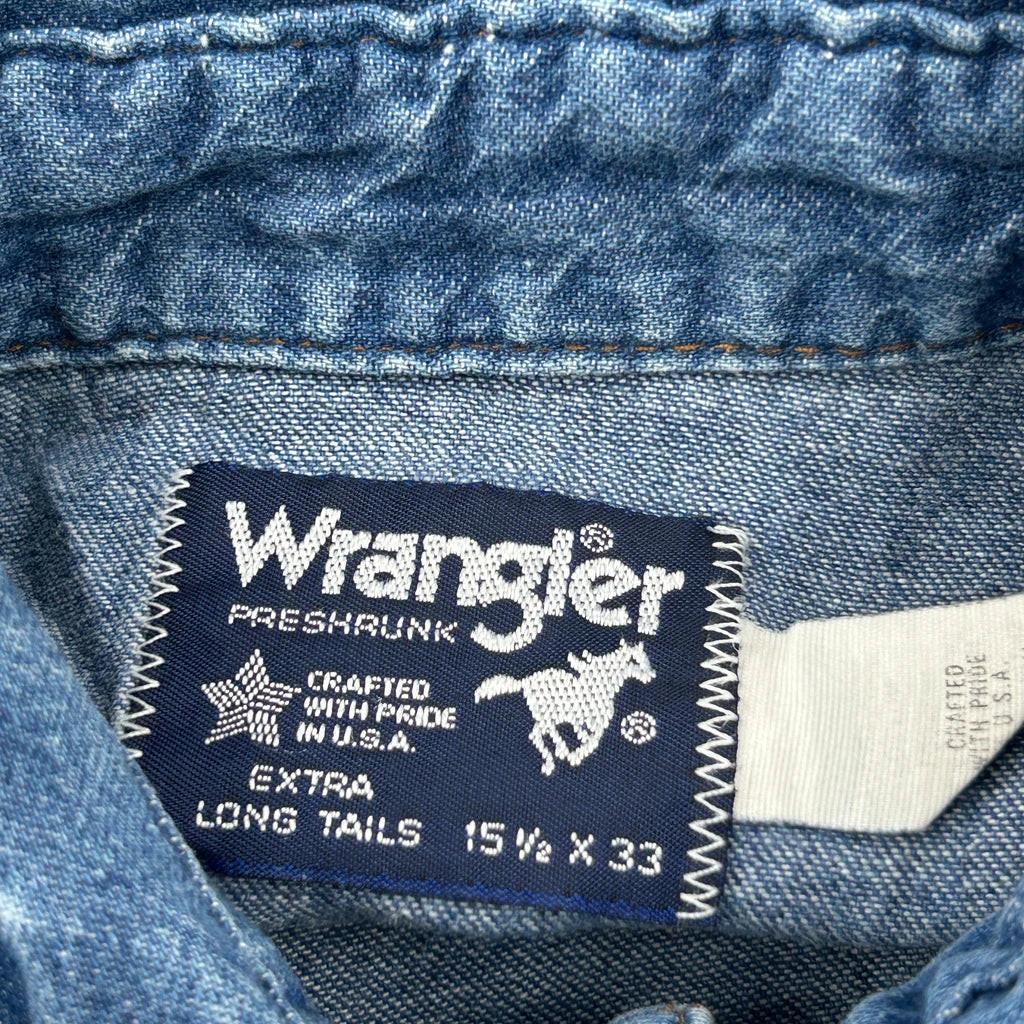 Wrangler®
PRESHRUNK
CRAFTED
WITH PRIDE
IN U.S.A.
®
EXTRA
LONG TAILS 15 ½ X 33
CRAFTED
WITH PRIDE
U.S.A.